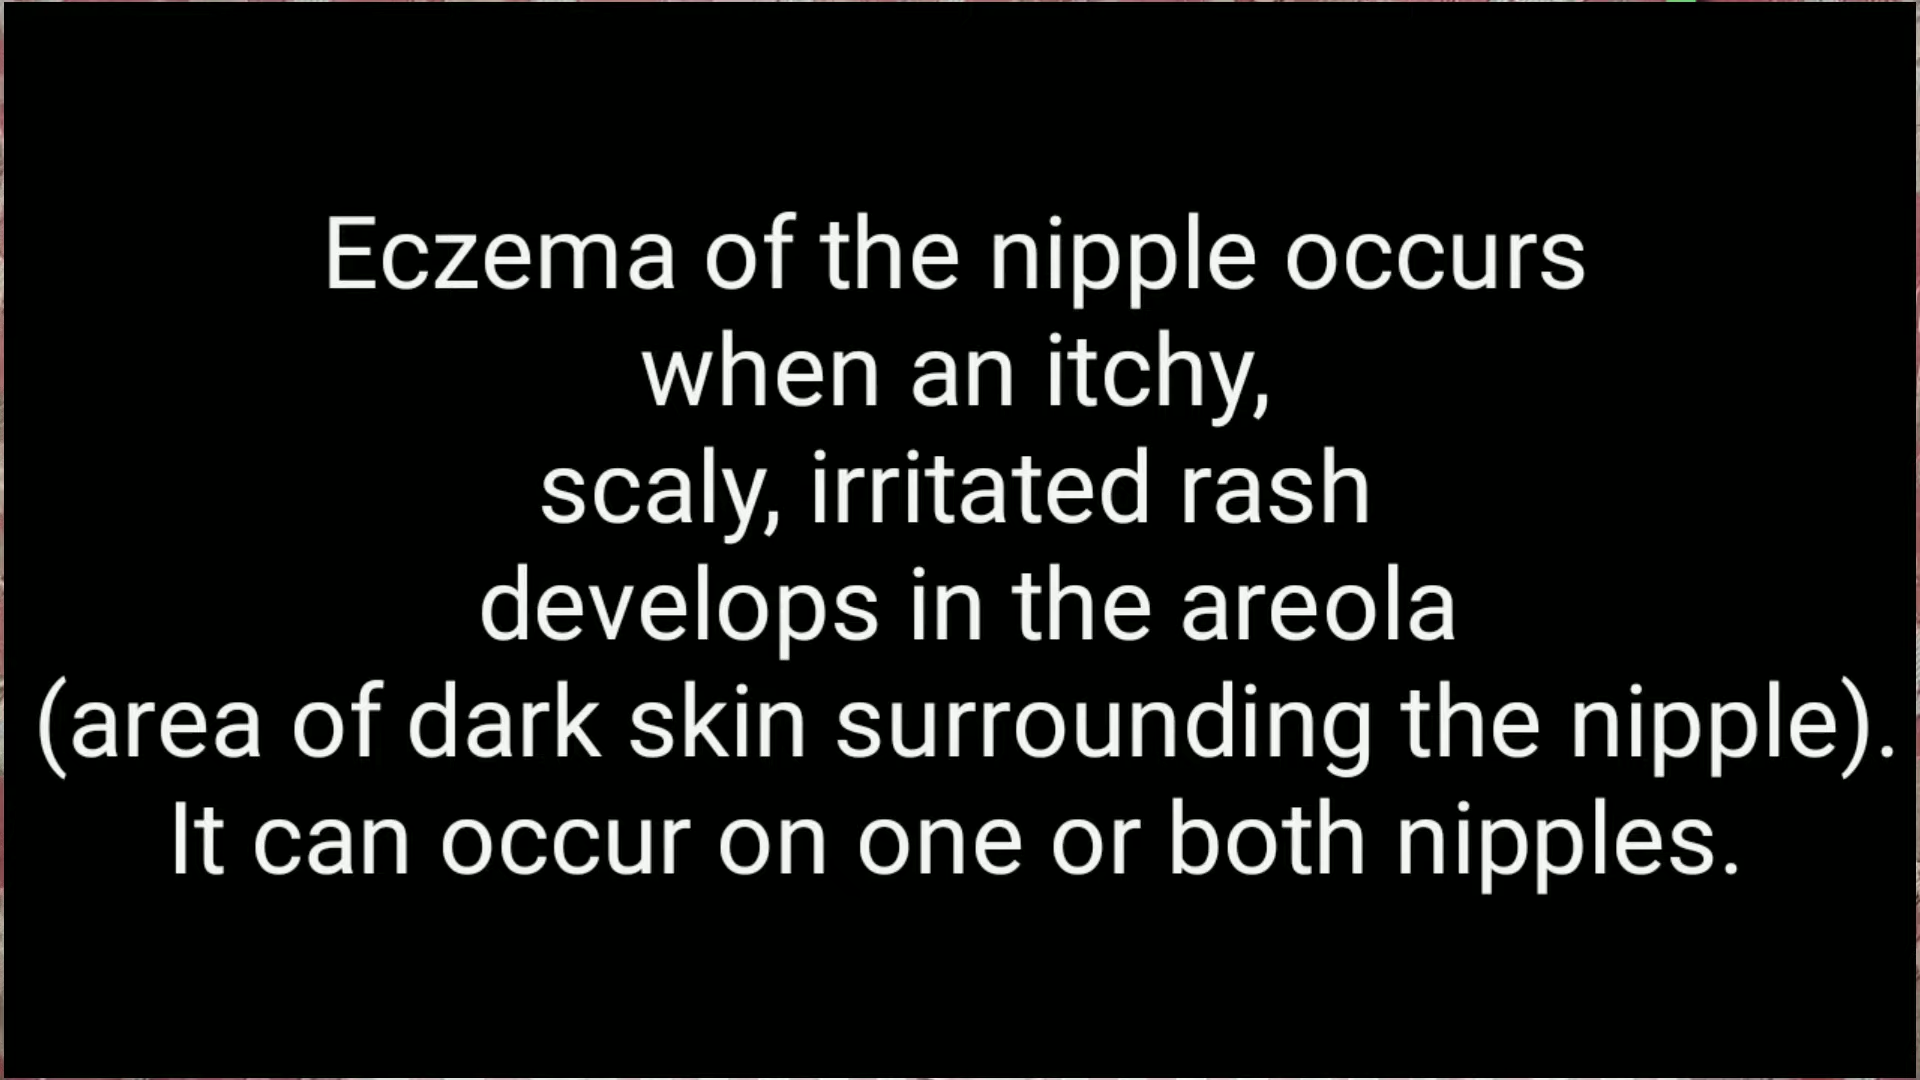 Eczema of the nipple occurs
when an itchy,
scaly, irritated rash
develops in the areola
(area of dark skin surrounding the nipple).
It can occur on one or both nipples.